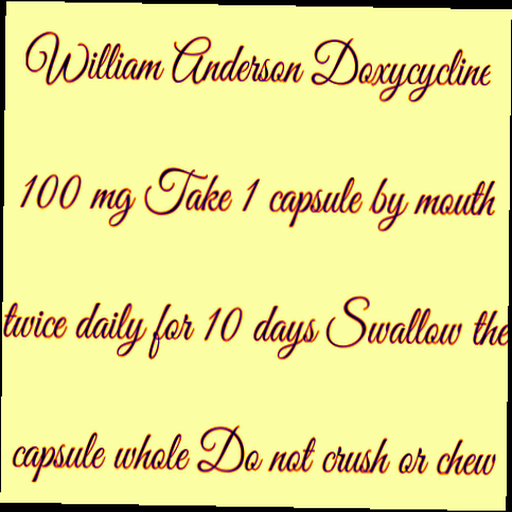 William Anderson Doxycycline
100 mg Take 1 capsule by mouth
twice daily for 10 days Swallow the
capsule whole Do not crush or chew